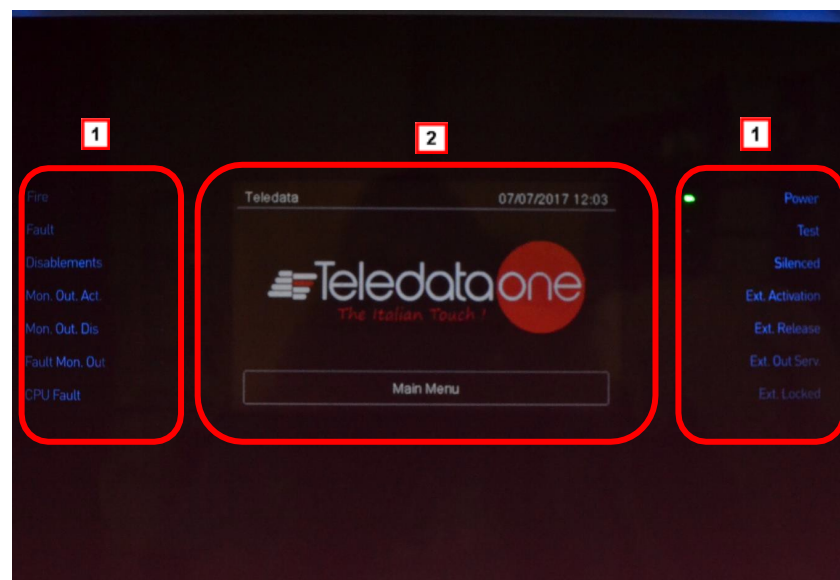 1
2
1
Fire
Fault
Disablements
Mon. Out. Act.
Mon. Out. Dis
Fault Mon. Out
CPU Fault
Teledata 07/07/2017 12:03
Teledata one
The Italian Touch !
Main Menu
Power
Test
Silenced
Ext. Activation
Ext. Release
Ext. Out Serv.
Ext. Locked